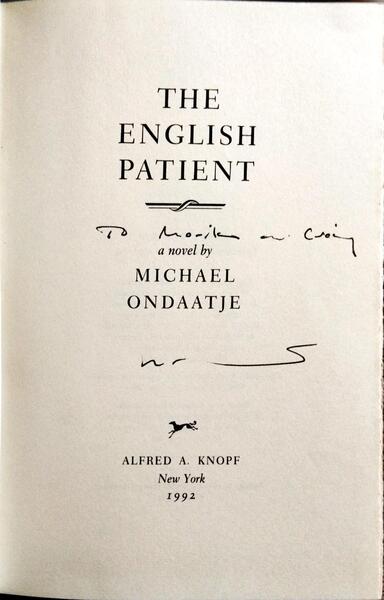 THE
ENGLISH
PATIENT
To
a novel by
MICHAEL
ONDAATJE
ALFRED A. KNOPF
New York
1992